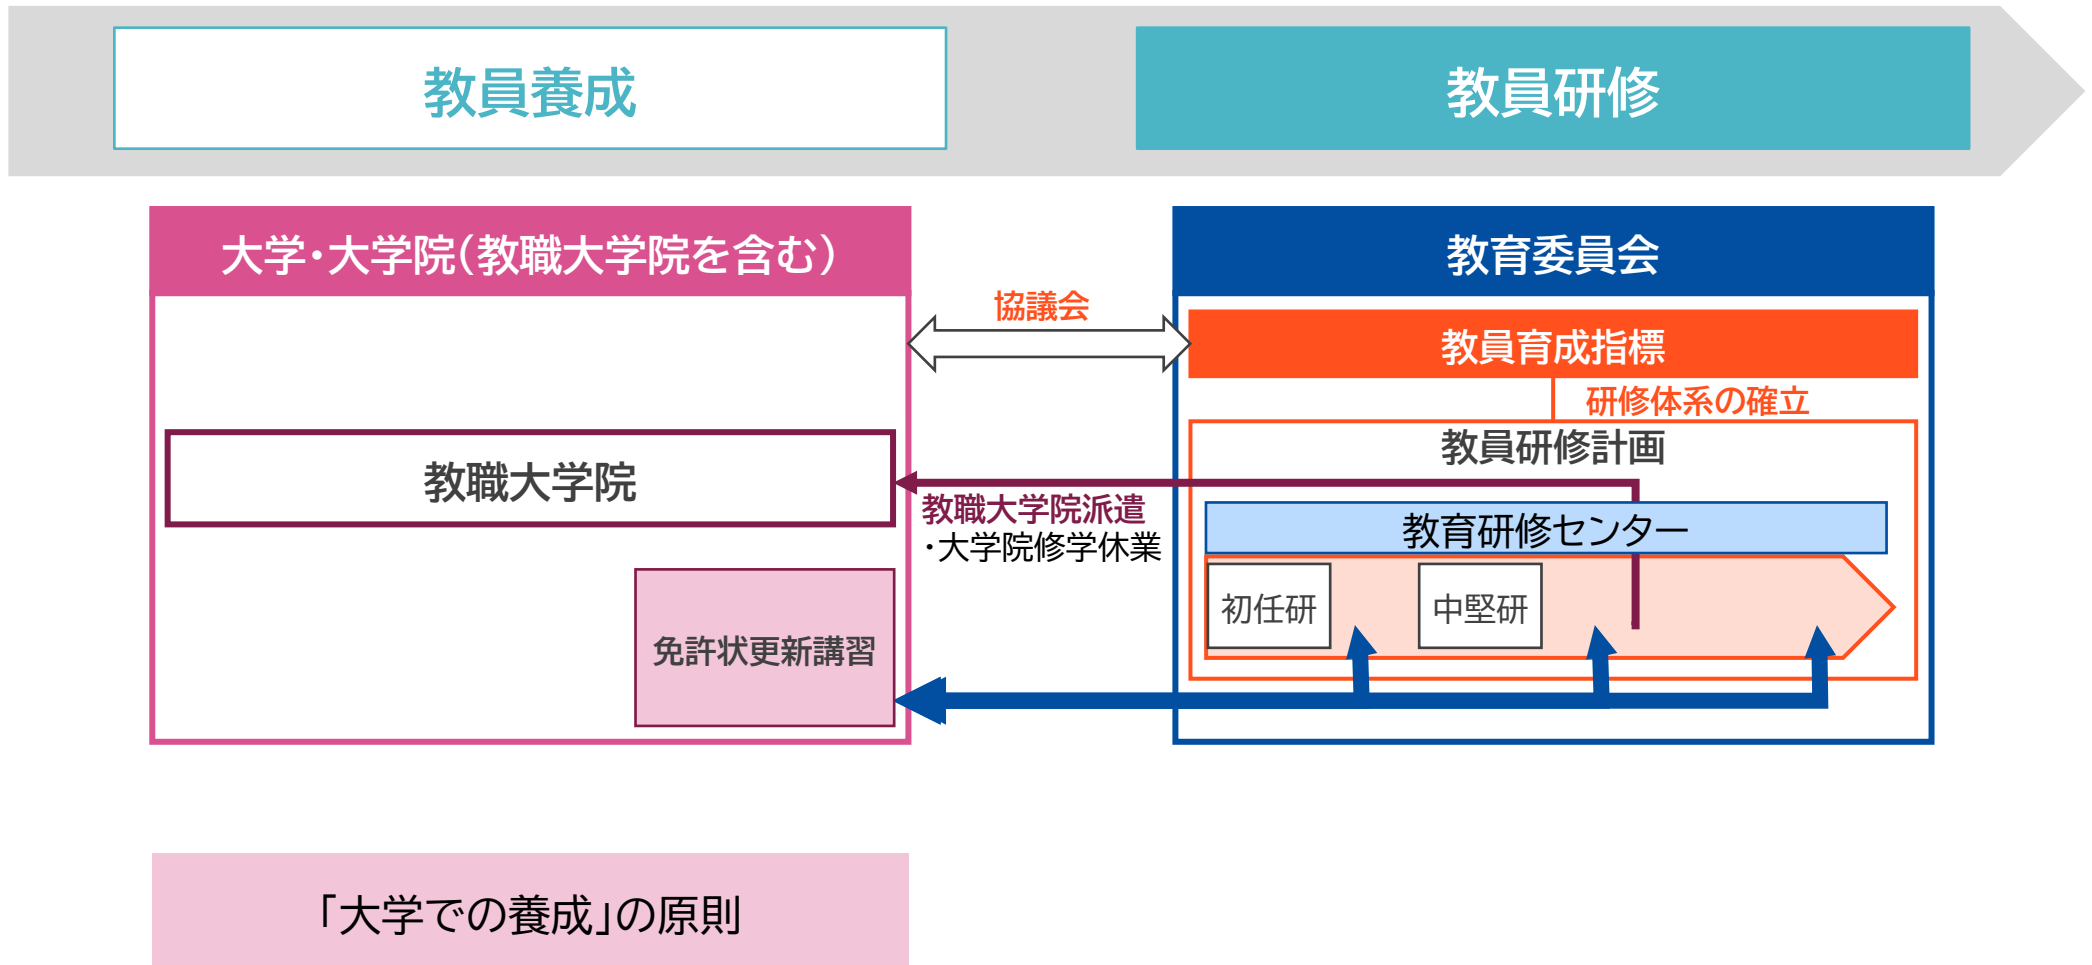 教員養成
教員研修
大学・大学院（教職大学院を含む）
教育委員会
協議会
教員育成指標
研修体系の確立
教員研修計画
教職大学院
教職大学院派遣
・大学院修学休業
教育研修センター
初任研
中堅研
免許状更新講習
「大学での養成」の原則